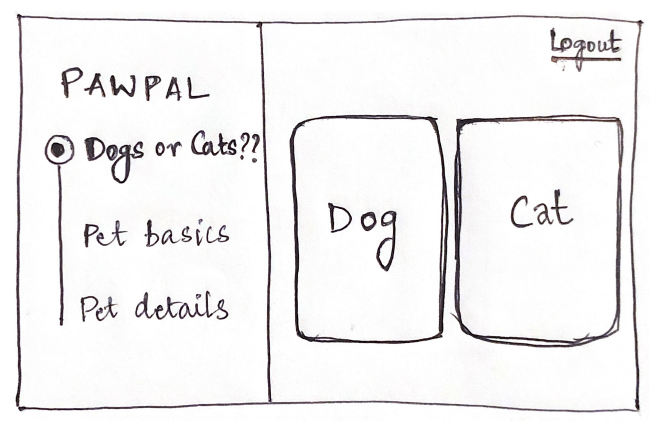 PAWPAL
Dogs or Cats??
Pet basics
Pet details
Logout
Dog
Cat